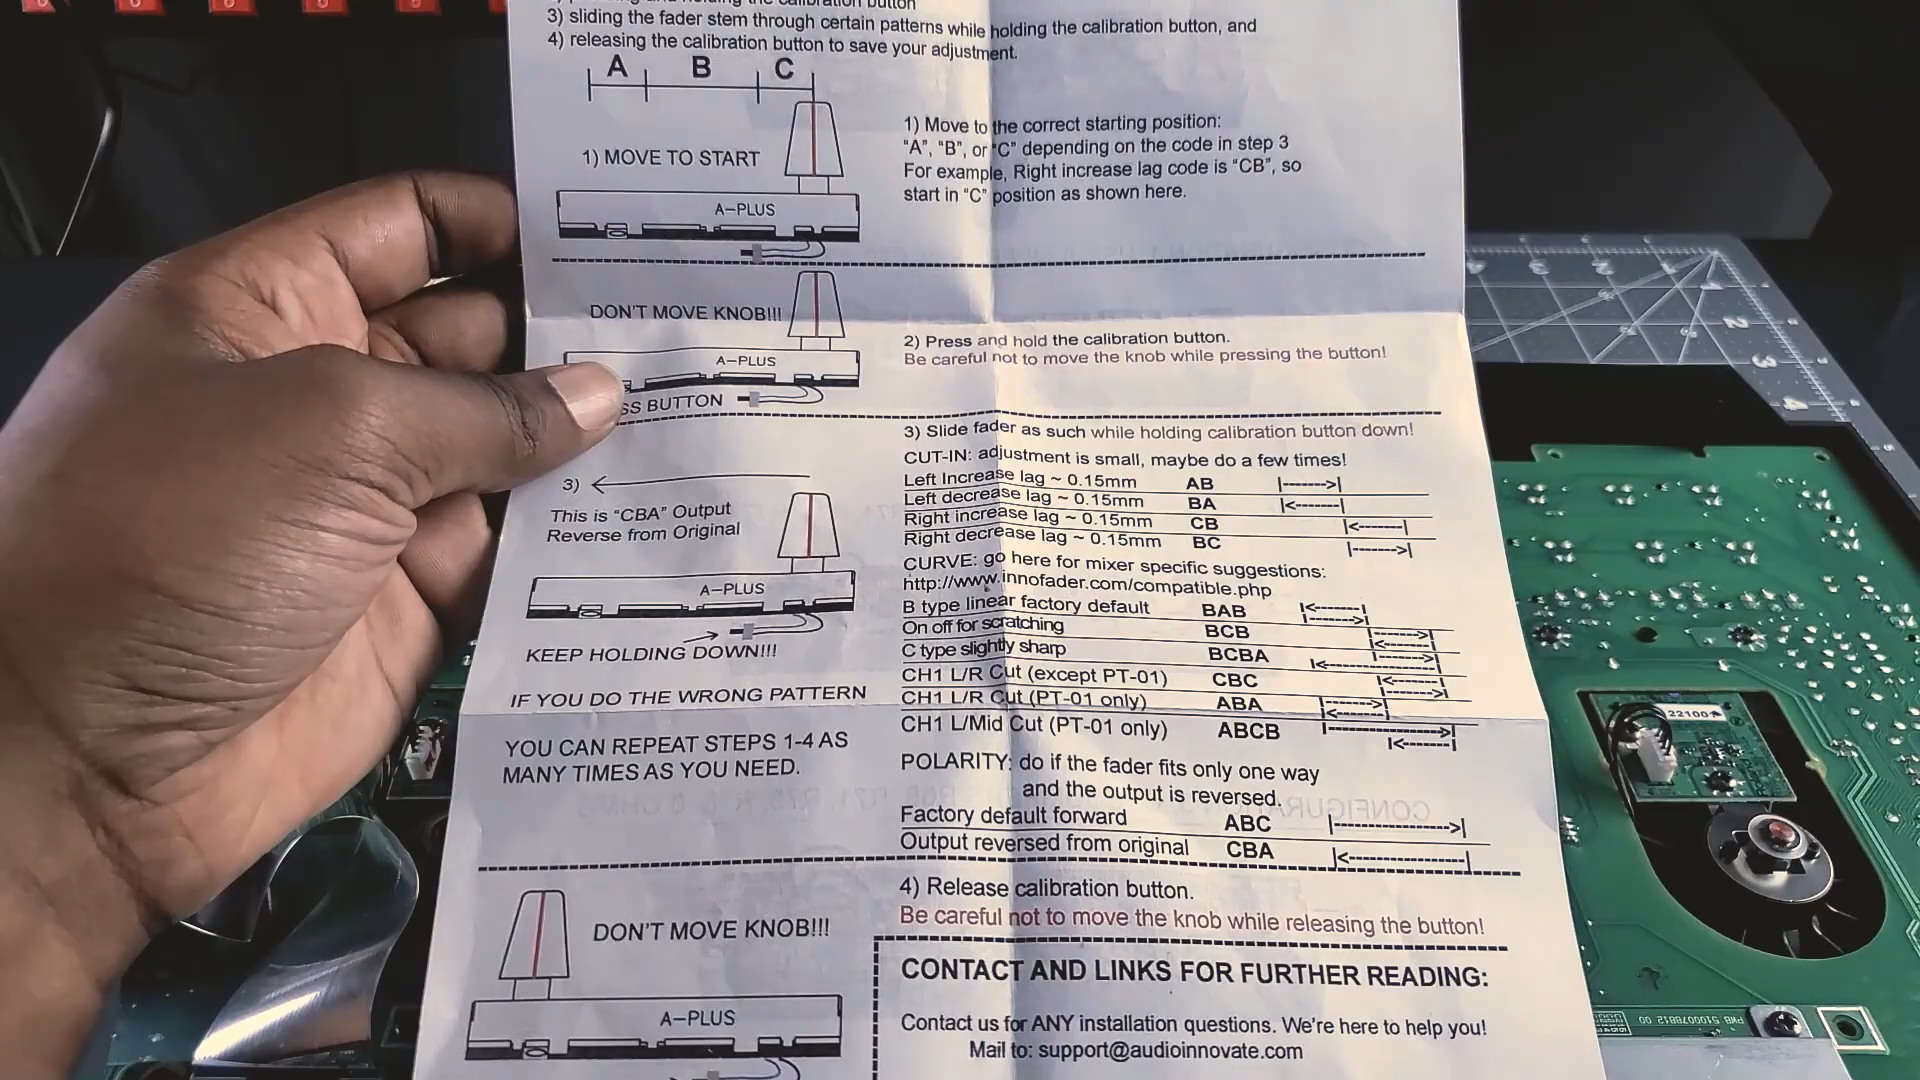 calibration button
3) sliding the fader stem through certain patterns while holding the calibration button, and
4) releasing the calibration button to save your adjustment.
A B C
1) MOVE TO START
A-PLUS
1) Move to the correct starting position:
"A", "B", or "C" depending on the code in step 3
For example, Right increase lag code is "CB", so
start in "C" position as shown here.
DON'T MOVE KNOB!!!
A-PLUS
SS BUTTON
2) Press and hold the calibration button.
Be careful not to move the knob while pressing the button!
3)
This is "CBA" Output
Reverse from Original
A-PLUS
KEEP HOLDING DOWN!!!
IF YOU DO THE WRONG PATTERN
YOU CAN REPEAT STEPS 1-4 AS
MANY TIMES AS YOU NEED.
3) Slide fader as such while holding calibration button down!
CUT-IN: adjustment is small, maybe do a few times!
Left Increase lag ~ 0.15mm AB |------->|
Left decrease lag ~ 0.15mm BA |<-------|
Right increase lag ~ 0.15mm CB |<-------|
Right decrease lag ~ 0.15mm BC |------->|
CURVE: go here for mixer specific suggestions:
http://www.innofader.com/compatible.php
B type linear factory default BAB
On off for scratching BCB
C type slightly sharp BCBA
CH1 L/R Cut (except PT-01) CBC
CH1 L/R Cut (PT-01 only) ABA
CH1 L/Mid Cut (PT-01 only) ABCB
POLARITY: do if the fader fits only one way
and the output is reversed.
Factory default forward ABC
Output reversed from original CBA
DON'T MOVE KNOB!!!
A-PLUS
4) Release calibration button.
Be careful not to move the knob while releasing the button!
CONTACT AND LINKS FOR FURTHER READING:
Contact us for ANY installation questions. We're here to help you!
Mail to: support@audioinnovate.com
4 3 2
2
3
4
221001
PWB 5100076812 00